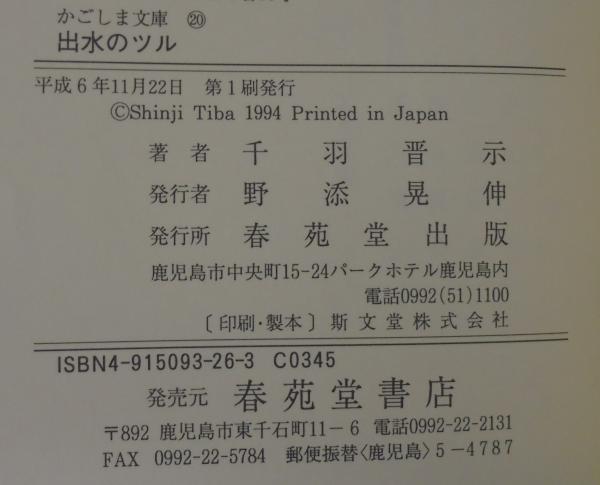 かごしま文庫 ⑳
出水のツル
平成6年11月22日 第1刷発行
©Shinji Tiba 1994 Printed in Japan
著者 千羽晋示
発行者 野添晃伸
発行所 春苑堂出版
鹿児島市中央町15-24パークホテル鹿児島内
電話0992(51)1100
〔印刷・製本〕斯文堂株式会社
ISBN4-915093-26-3 C0345
発売元 春苑堂書店
〒892 鹿児島市東千石町11-6 電話0992-22-2131
FAX 0992-22-5784 郵便振替〈鹿児島〉5-4787